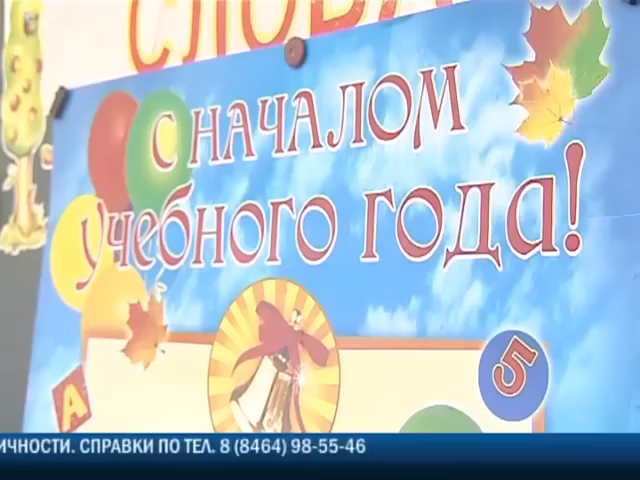 СЛОВА
С НАЧАЛОМ
учебного года!
5
А
ИЧНОСТИ. СПРАВКИ ПО ТЕЛ. 8 (8464) 98-55-46